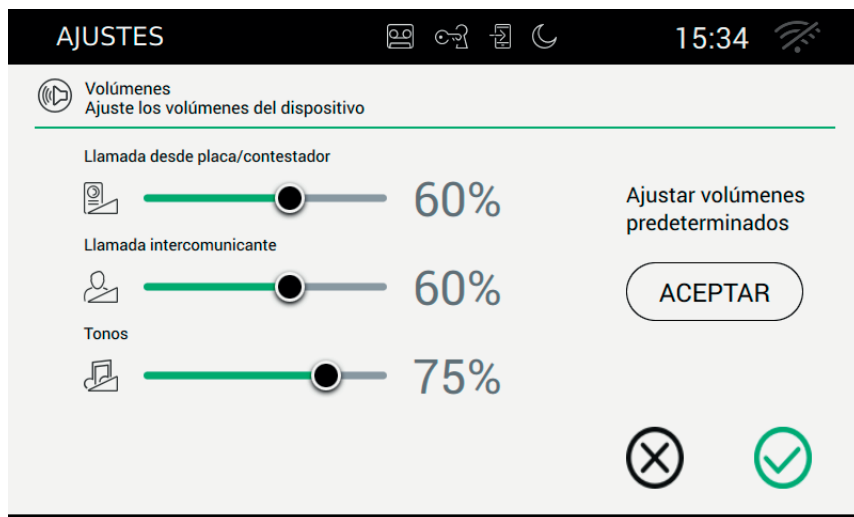 AJUSTES 15:34
Volúmenes
Ajuste los volúmenes del dispositivo
Llamada desde placa/contestador
60%
Llamada intercomunicante
60%
Tonos
75%
Ajustar volúmenes
predeterminados
ACEPTAR